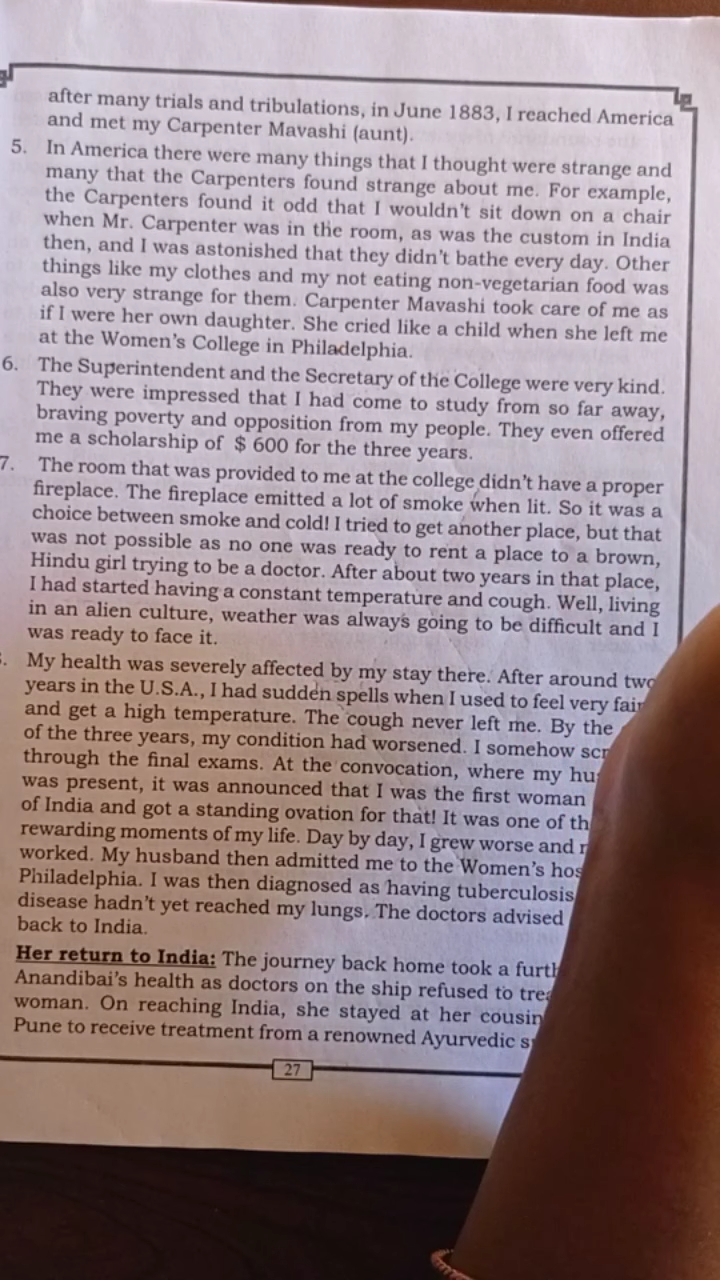 after many trials and tribulations, in June 1883, I reached America
and met my Carpenter Mavashi (aunt).
5. In America there were many things that I thought were strange and
many that the Carpenters found strange about me. For example,
the Carpenters found it odd that I wouldn't sit down on a chair
when Mr. Carpenter was in the room, as was the custom in India
then, and I was astonished that they didn't bathe every day. Other
things like my clothes and my not eating non-vegetarian food was
also very strange for them. Carpenter Mavashi took care of me as
if I were her own daughter. She cried like a child when she left me
at the Women's College in Philadelphia.
6. The Superintendent and the Secretary of the College were very kind.
They were impressed that I had come to study from so far away,
braving poverty and opposition from my people. They even offered
me a scholarship of $ 600 for the three years.
7. The room that was provided to me at the college didn't have a proper
fireplace. The fireplace emitted a lot of smoke when lit. So it was a
choice between smoke and cold! I tried to get another place, but that
was not possible as no one was ready to rent a place to a brown,
Hindu girl trying to be a doctor. After about two years in that place,
I had started having a constant temperature and cough. Well, living
in an alien culture, weather was always going to be difficult and I
was ready to face it.
My health was severely affected by my stay there. After around two
years in the U.S.A., I had sudden spells when I used to feel very
and get a high temperature. The cough never left me. By the
of the three years, my condition had worsened. I somehow
through the final exams. At the convocation, where my
was present, it was announced that I was the first woman
of India and got a standing ovation for that! It was one of
rewarding moments of my life. Day by day, I grew worse and
worked. My husband then admitted me to the Women's
Philadelphia. I was then diagnosed as having tuberculosis
disease hadn't yet reached my lungs. The doctors advised
back to India.
Her return to India: The journey back home took a
Anandibai's health as doctors on the ship refused to
woman. On reaching India, she stayed at her
Pune to receive treatment from a renowned Ayurvedic
27